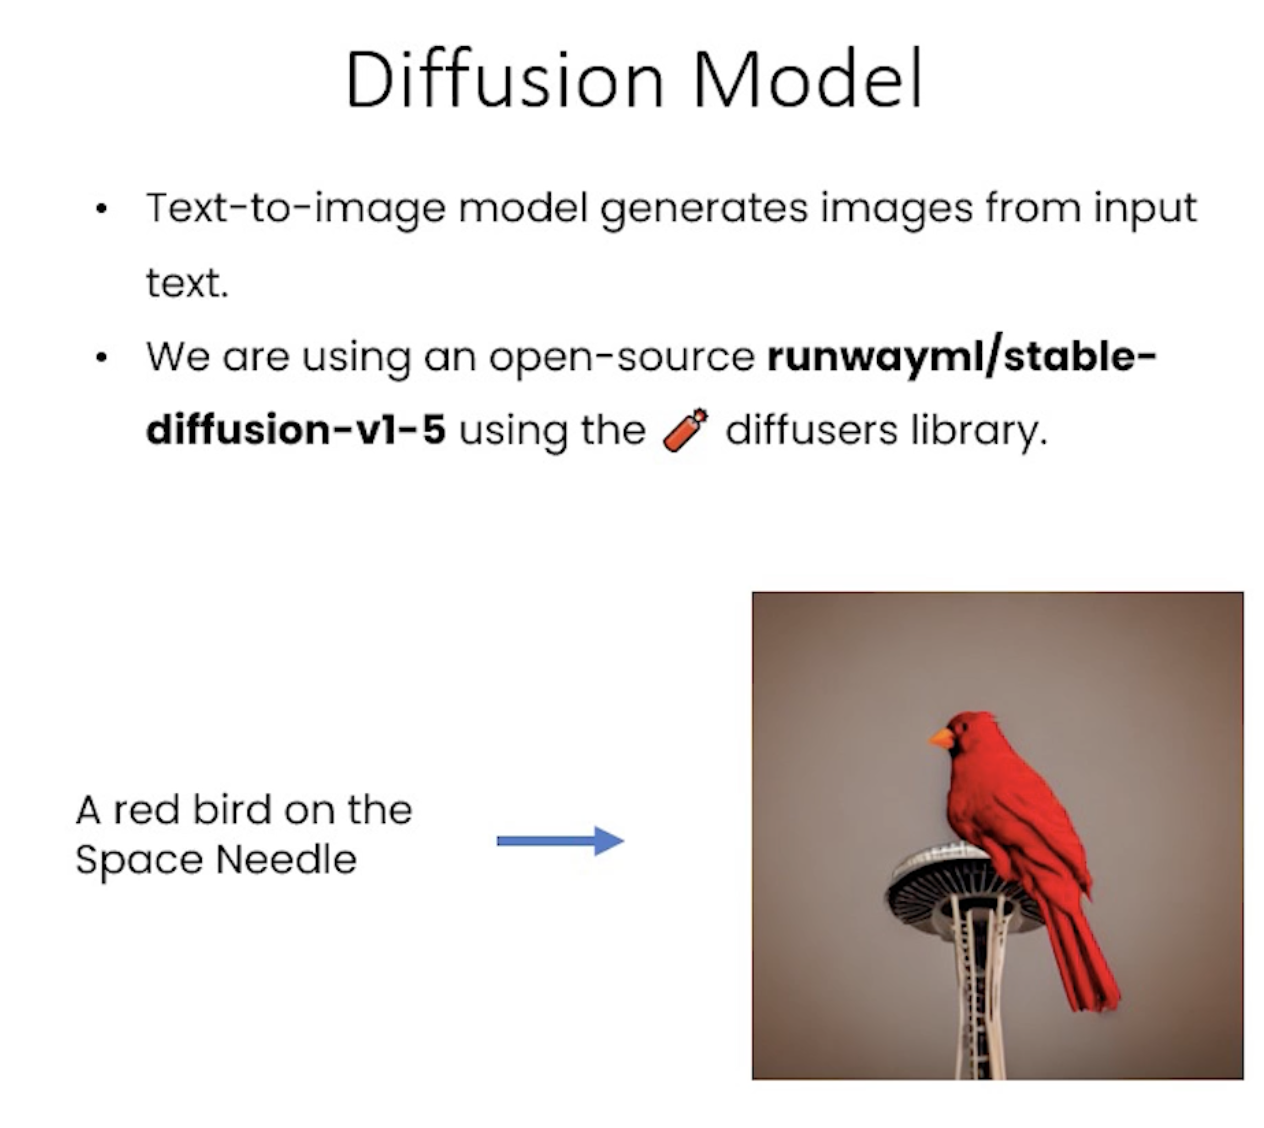 Diffusion Model
• Text-to-image model generates images from input
text.
• We are using an open-source runwayml/stable-
diffusion-v1-5 using the 🧨 diffusers library.
A red bird on the
Space Needle